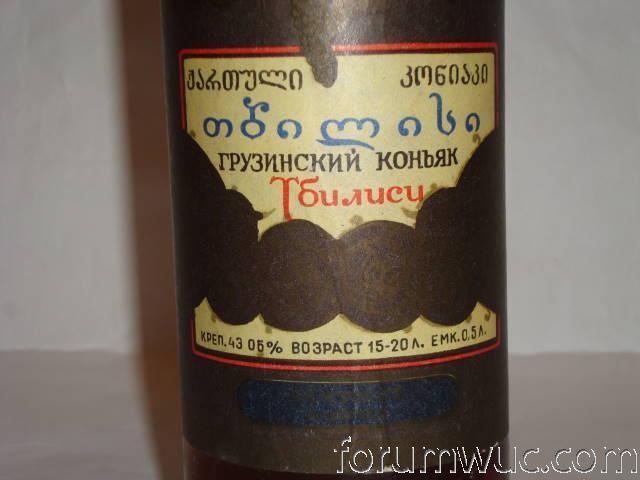 ქართული კონიაკი
თბილისი
ГРУЗИНСКИЙ КОНЬЯК
Тбилиси
КРЕП. 43 ОБ% ВОЗРАСТ 15-20 Л. ЕМК. 0,5 Л.
forumwuc.com